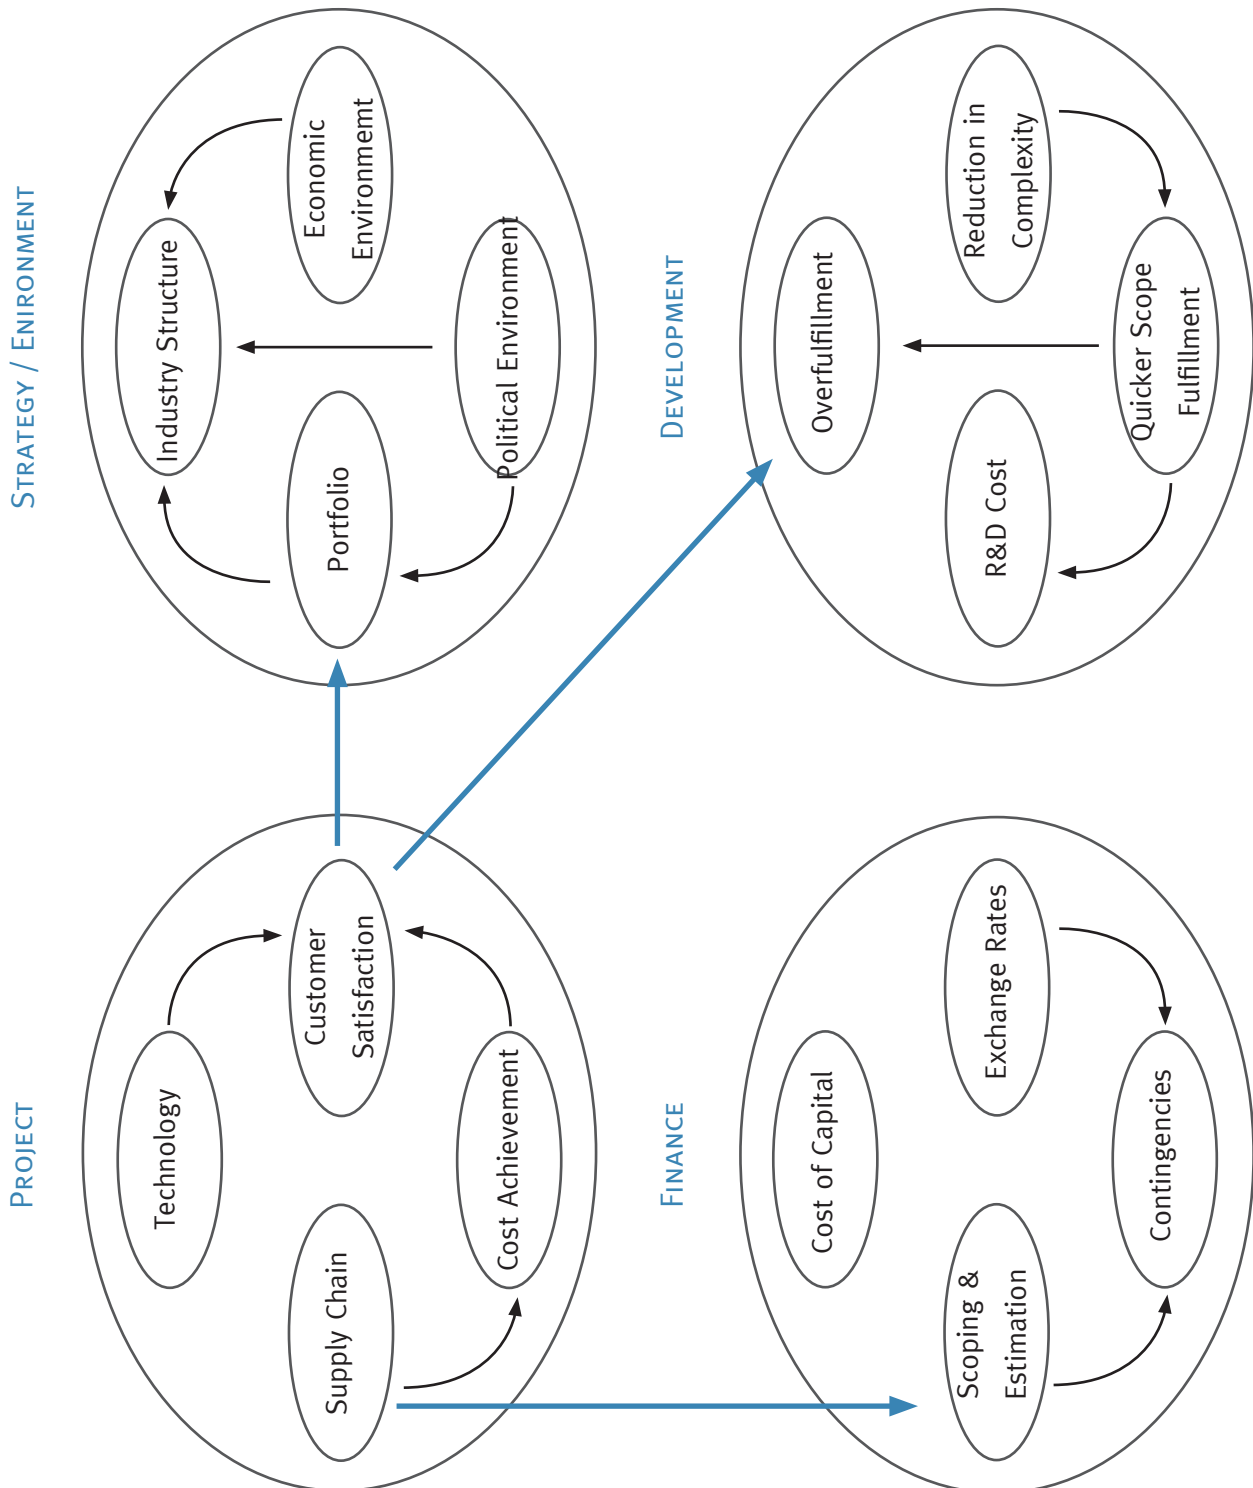 PROJECT
Technology
Supply Chain
Customer
Satisfaction
Cost Achievement
STRATEGY / ENIRONMENT
Industry Structure
Portfolio
Economic
Environmemt
Political Environment
FINANCE
Cost of Capital
Scoping &
Estimation
Exchange Rates
Contingencies
DEVELOPMENT
Overfulfillment
R&D Cost
Reduction in
Complexity
Quicker Scope
Fulfillment